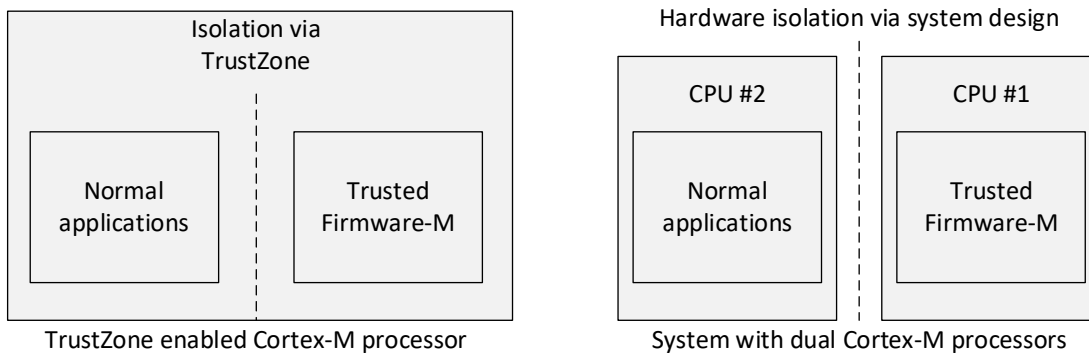 Isolation via
TrustZone
Normal
applications
Trusted
Firmware-M
TrustZone enabled Cortex-M processor
Hardware isolation via system design
CPU #2
CPU #1
Normal
applications
Trusted
Firmware-M
System with dual Cortex-M processors